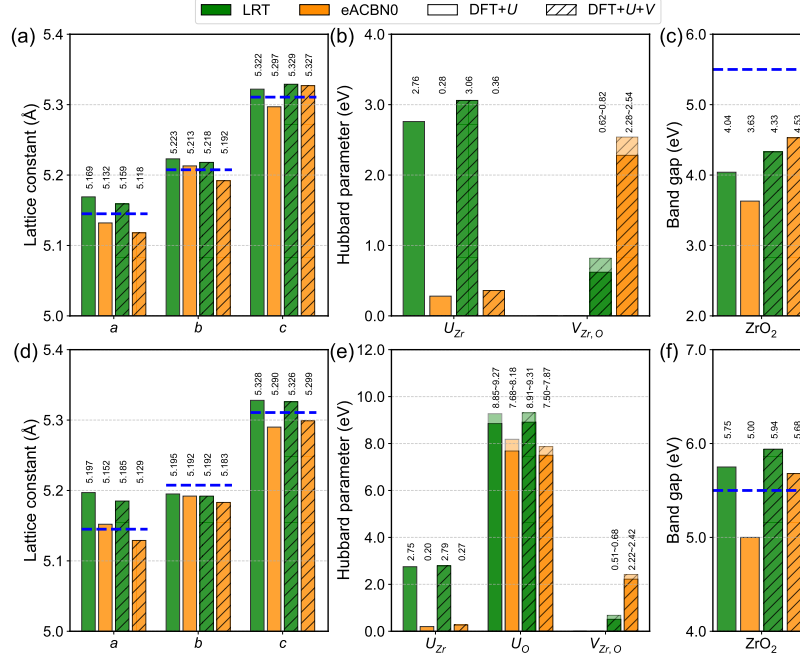 LRT eACBN0 DFT+U DFT+U+V
(a)
Lattice constant (Å)
5.4
5.3
5.2
5.1
5.0
5.169 5.132 5.159 5.118
5.223 5.213 5.218 5.192
5.322 5.297 5.329 5.327
a b c
(b)
Hubbard parameter (eV)
4.0
3.0
2.0
1.0
0.0
2.76 0.28 3.06 0.36
0.62~0.82 2.28~2.54
U_Zr V_Zr, O
(c)
Band gap (eV)
6.0
5.0
4.0
3.0
2.0
4.04 3.63 4.33 4.53
ZrO₂
(d)
Lattice constant (Å)
5.4
5.3
5.2
5.1
5.0
5.197 5.152 5.185 5.129
5.195 5.192 5.192 5.183
5.328 5.290 5.326 5.299
a b c
(e)
Hubbard parameter (eV)
12.0
10.0
8.0
6.0
4.0
2.0
0.0
2.75 0.20 2.79 0.27
8.85~9.27 7.68~8.18 8.91~9.31 7.50~7.87
0.51~0.68 2.22~2.42
U_Zr U_O V_Zr, O
(f)
Band gap (eV)
7.0
6.0
5.0
4.0
5.75 5.00 5.94 5.68
ZrO₂